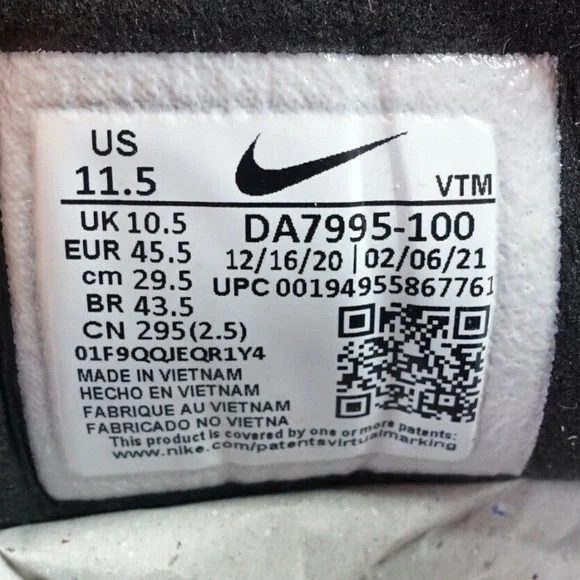 US
11.5
VTM
UK 10.5
DA7995-100
EUR 45.5
12/16/20 | 02/06/21
cm 29.5
UPC 00194955867761
BR 43.5
CN 295(2.5)
01F9QQJEQR1Y4
MADE IN VIETNAM
HECHO EN VIETNAM
FABRIQUE AU VIETNAM
FABRICADO NO VIETNA
This product is covered by one or more patents:
www.nike.com/patentsvirtualmarking